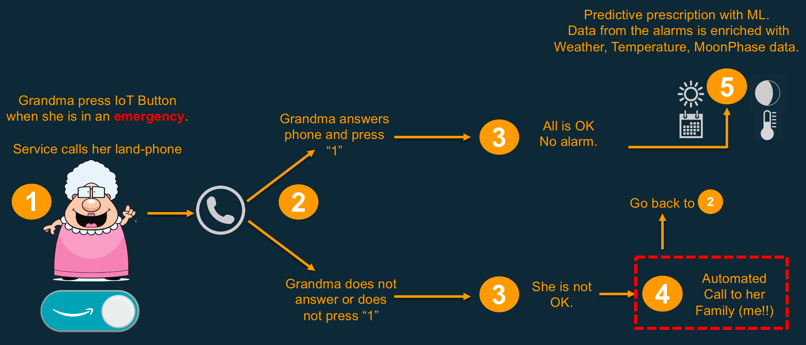 Predictive prescription with ML.
Data from the alarms is enriched with
Weather, Temperature, MoonPhase data.
5
Grandma press IoT Button
when she is in an emergency.
Service calls her land-phone
1
Grandma answers
phone and press
“1”
2
3
All is OK
No alarm.
Grandma does not
answer or does
not press “1”
3
She is not
OK.
4
Automated
Call to her
Family (me!!)
Go back to 2